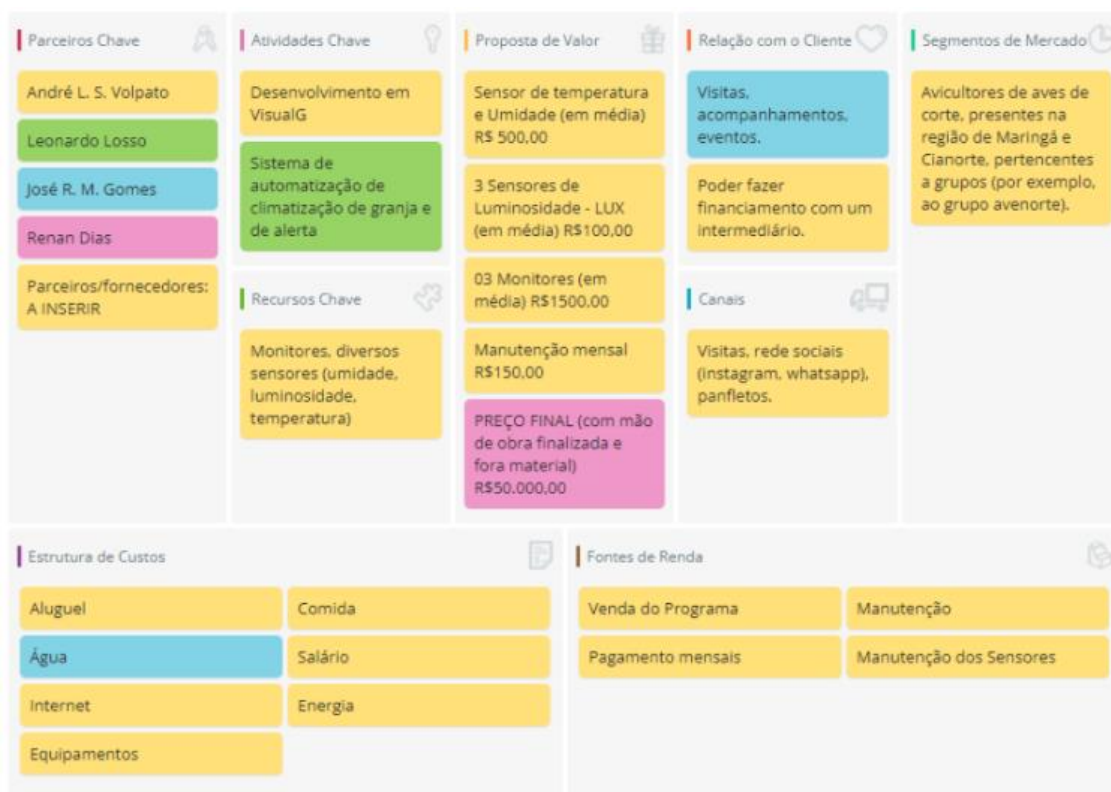 Parceiros Chave
André L. S. Volpato
Leonardo Losso
José R. M. Gomes
Renan Dias
Parceiros/fornecedores:
A INSERIR
Atividades Chave
Desenvolvimento em
VisualG
Sistema de
automatização de
climatização de granja e
de alerta
Recursos Chave
Monitores, diversos
sensores (umidade,
luminosidade,
temperatura)
Proposta de Valor
Sensor de temperatura
e Umidade (em média)
R$ 500,00
3 Sensores de
Luminosidade - LUX
(em média) R$100,00
03 Monitores (em
média) R$1500,00
Manutenção mensal
R$150,00
PREÇO FINAL (com mão
de obra finalizada e
fora material)
R$50.000,00
Relação com o Cliente
Visitas,
acompanhamentos,
eventos.
Poder fazer
financiamento com um
intermediário.
Canais
Visitas, rede sociais
(instagram, whatsapp),
panfletos.
Segmentos de Mercado
Avicultores de aves de
corte, presentes na
região de Maringá e
Cianorte, pertencentes
a grupos (por exemplo,
ao grupo avenorte).
Estrutura de Custos
Aluguel
Comida
Água
Salário
Internet
Energia
Equipamentos
Fontes de Renda
Venda do Programa
Manutenção
Pagamento mensais
Manutenção dos Sensores